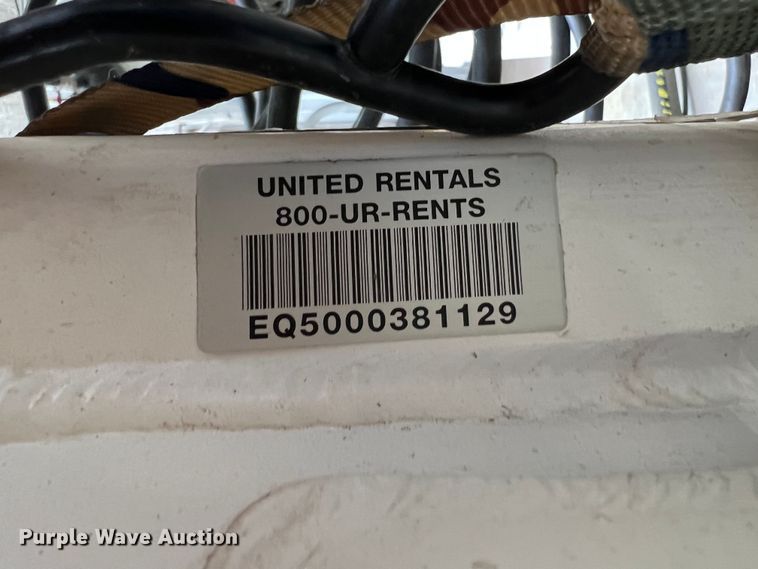 UNITED RENTALS
800-UR-RENTS
EQ5000381129
Purple Wave Auction